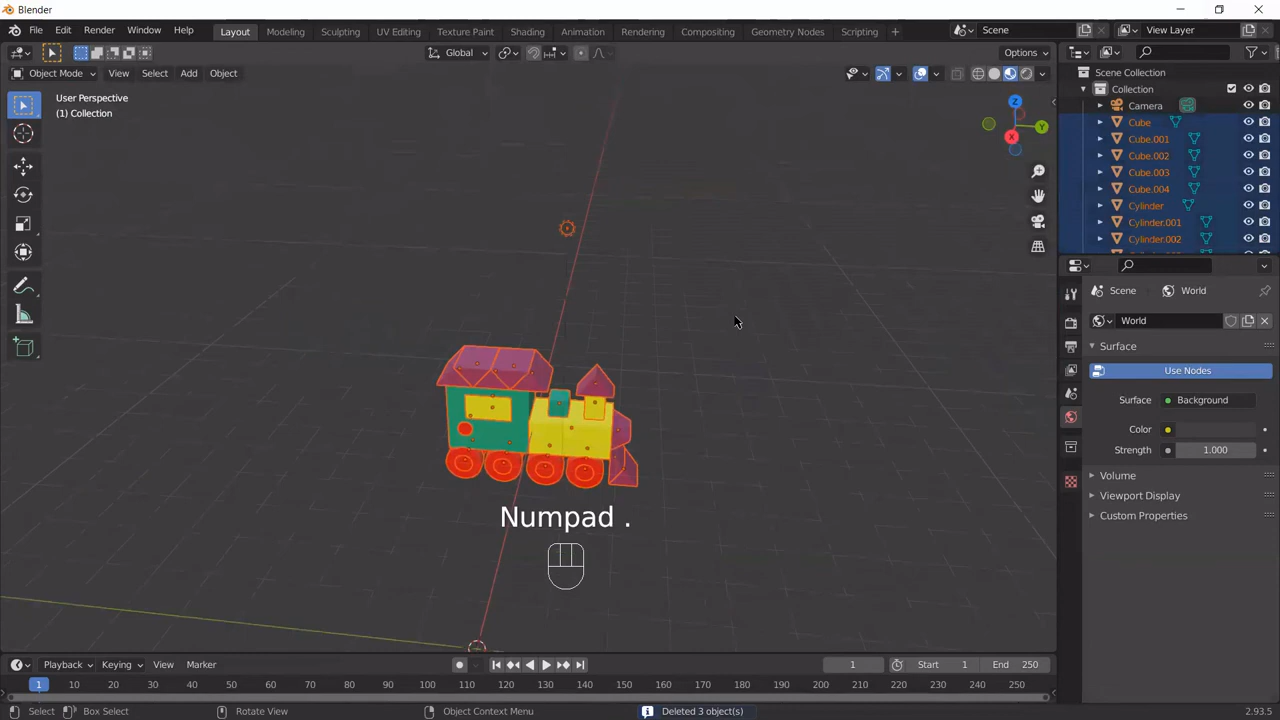 Blender
File Edit Render Window Help
Layout Modeling Sculpting UV Editing Texture Paint Shading Animation Rendering Compositing Geometry Nodes Scripting
Scene
View Layer
Global
Options
Object Mode View Select Add Object
User Perspective
(1) Collection
Z
Y
X
Scene Collection
Collection
Camera
Cube
Cube.001
Cube.002
Cube.003
Cube.004
Cylinder
Cylinder.001
Cylinder.002
Scene World
World
Surface
Use Nodes
Surface Background
Color
Strength 1.000
Volume
Viewport Display
Custom Properties
Numpad .
Playback Keying View Marker
1 Start 1 End 250
1 10 20 30 40 50 60 70 80 90 100 110 120 130 140 150 160 170 180 190 200 210 220 230 240 250
Select Box Select Rotate View Object Context Menu Deleted 3 object(s) 2.93.5